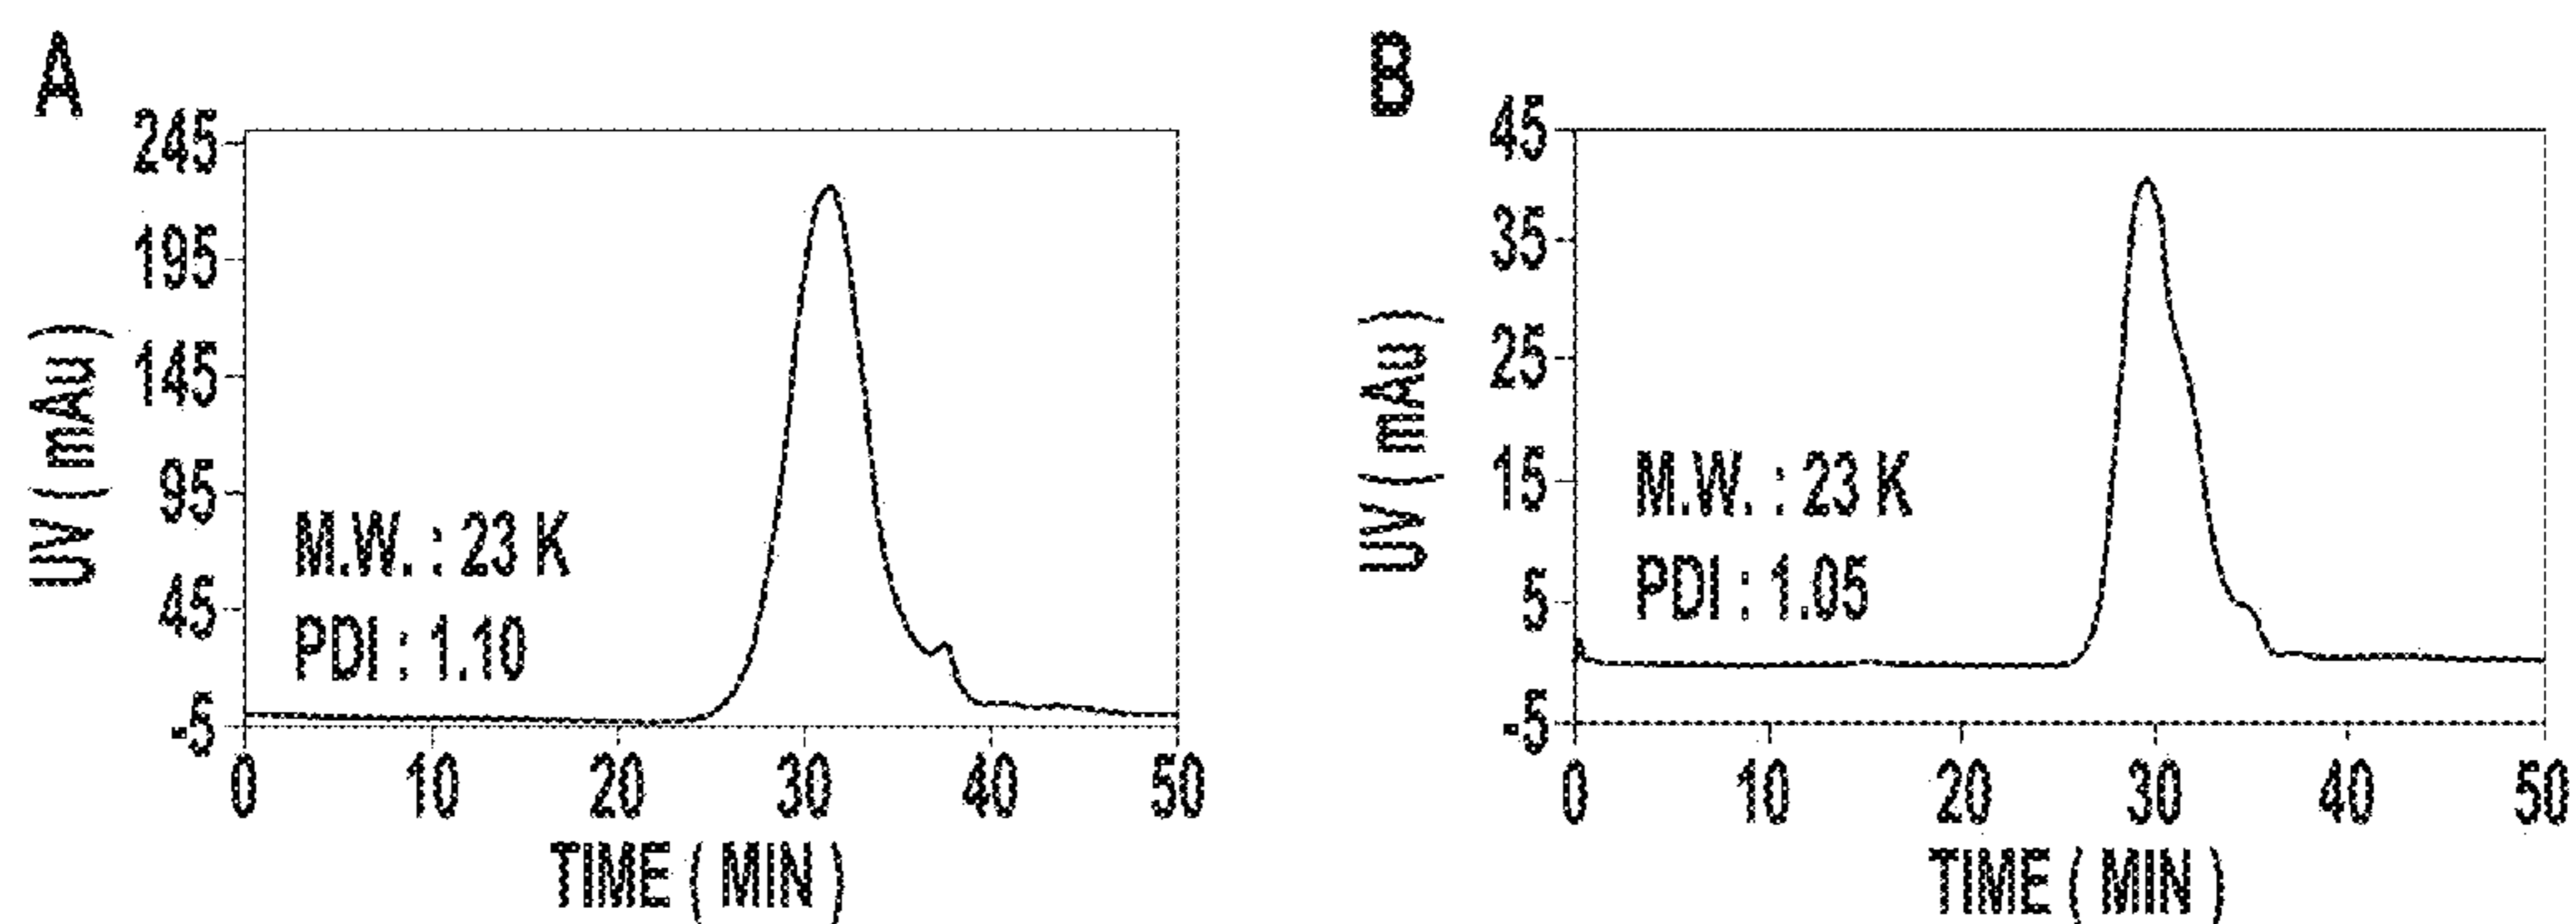 A
245
195
145
95
45
-5
UV ( mAu )
M.W. : 23 K
PDI : 1.10
0 10 20 30 40 50
TIME ( MIN )
B
45
35
25
15
5
-5
UV ( mAu )
M.W. : 23 K
PDI : 1.05
0 10 20 30 40 50
TIME ( MIN )